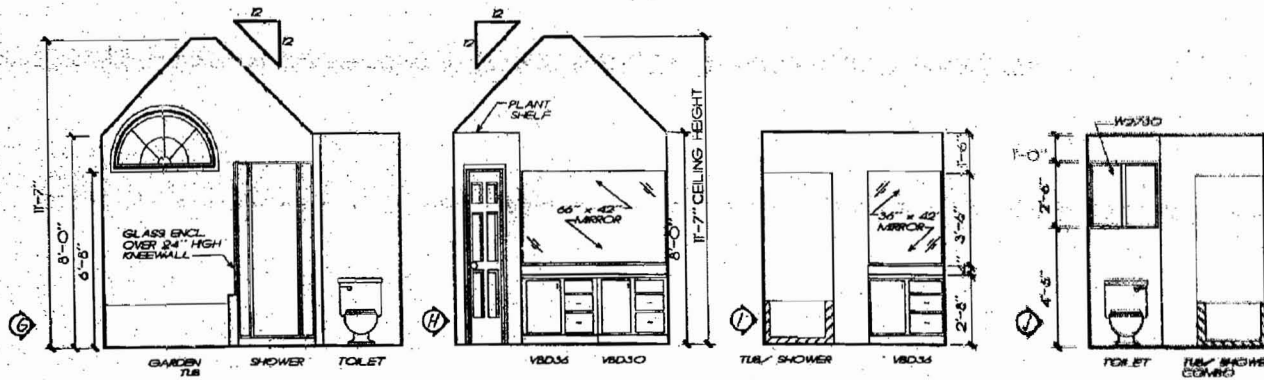 12
12
11'-7"
8'-0"
6'-8"
GLASS ENCL.
OVER 24" HIGH
KNEEWALL
G
GARDEN
TUB
SHOWER
TOILET
12
12
PLANT
SHELF
66" x 42"
MIRROR
8'-0"
11'-7" CEILING HEIGHT
H
VBD36
VBD30
36" x 42"
MIRROR
1'-6"
3'-6"
2'-8"
I
TUB/ SHOWER
VBD36
W2730
1'-0"
2'-6"
4'-6"
J
TOILET
TUB/ SHOWER
COMBO